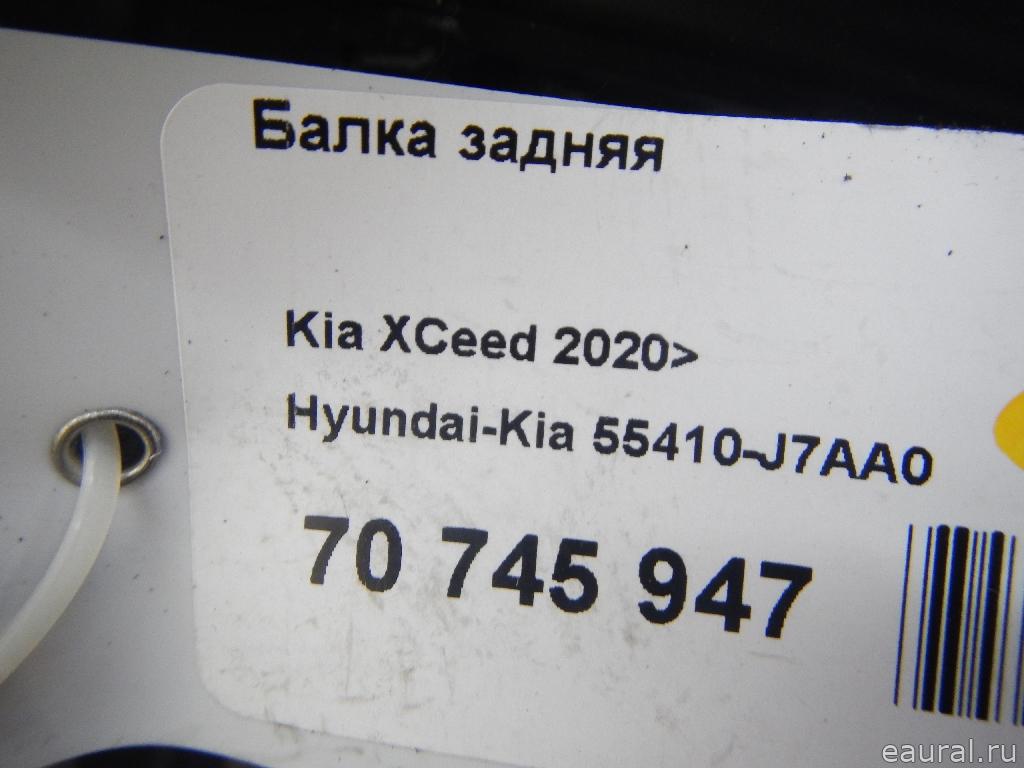 Балка задняя
Kia XCeed 2020>
Hyundai-Kia 55410-J7AA0
70 745 947
eaural.ru